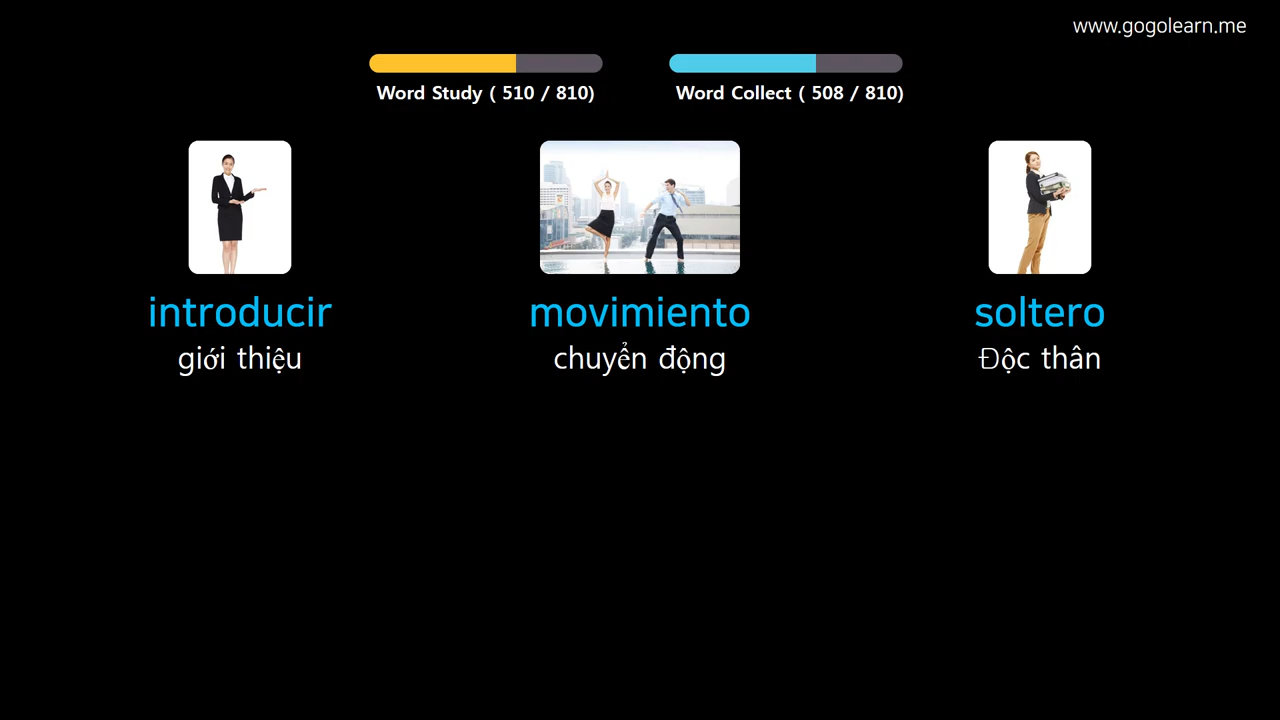 www.gogolearn.me
Word Study ( 510 / 810)
Word Collect ( 508 / 810)
introducir
movimiento
soltero
giới thiệu
chuyển động
Độc thân